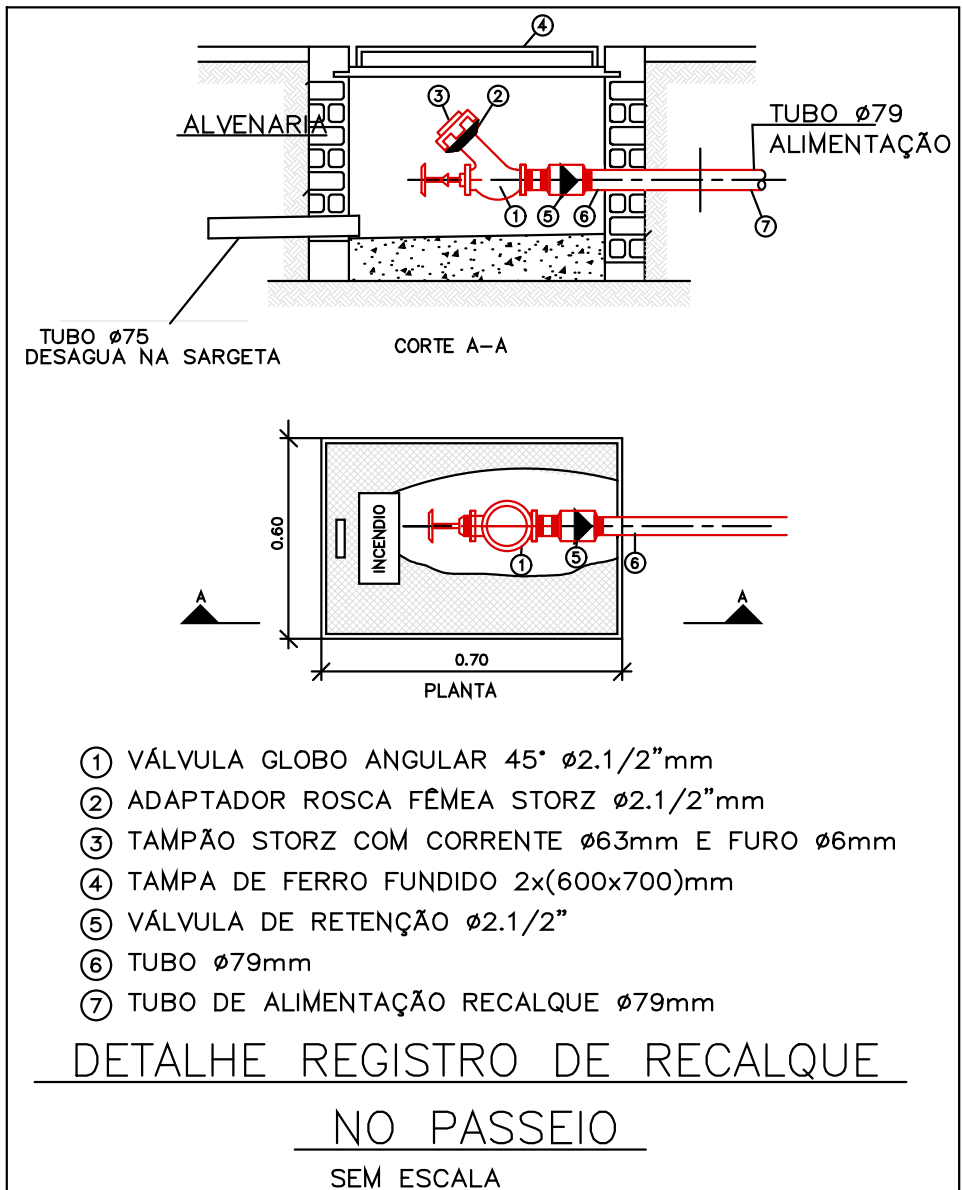 4
3
2
ALVENARIA
TUBO ø79
ALIMENTAÇÃO
1
5
6
7
TUBO ø75
DESAGUA NA SARGETA
CORTE A-A
0.60
INCENDIO
1
5
6
A
A
0.70
PLANTA
1 VÁLVULA GLOBO ANGULAR 45° ø2.1/2”mm
2 ADAPTADOR ROSCA FÊMEA STORZ ø2.1/2”mm
3 TAMPÃO STORZ COM CORRENTE ø63mm E FURO ø6mm
4 TAMPA DE FERRO FUNDIDO 2x(600x700)mm
5 VÁLVULA DE RETENÇÃO ø2.1/2”
6 TUBO ø79mm
7 TUBO DE ALIMENTAÇÃO RECALQUE ø79mm
DETALHE REGISTRO DE RECALQUE
NO PASSEIO
SEM ESCALA